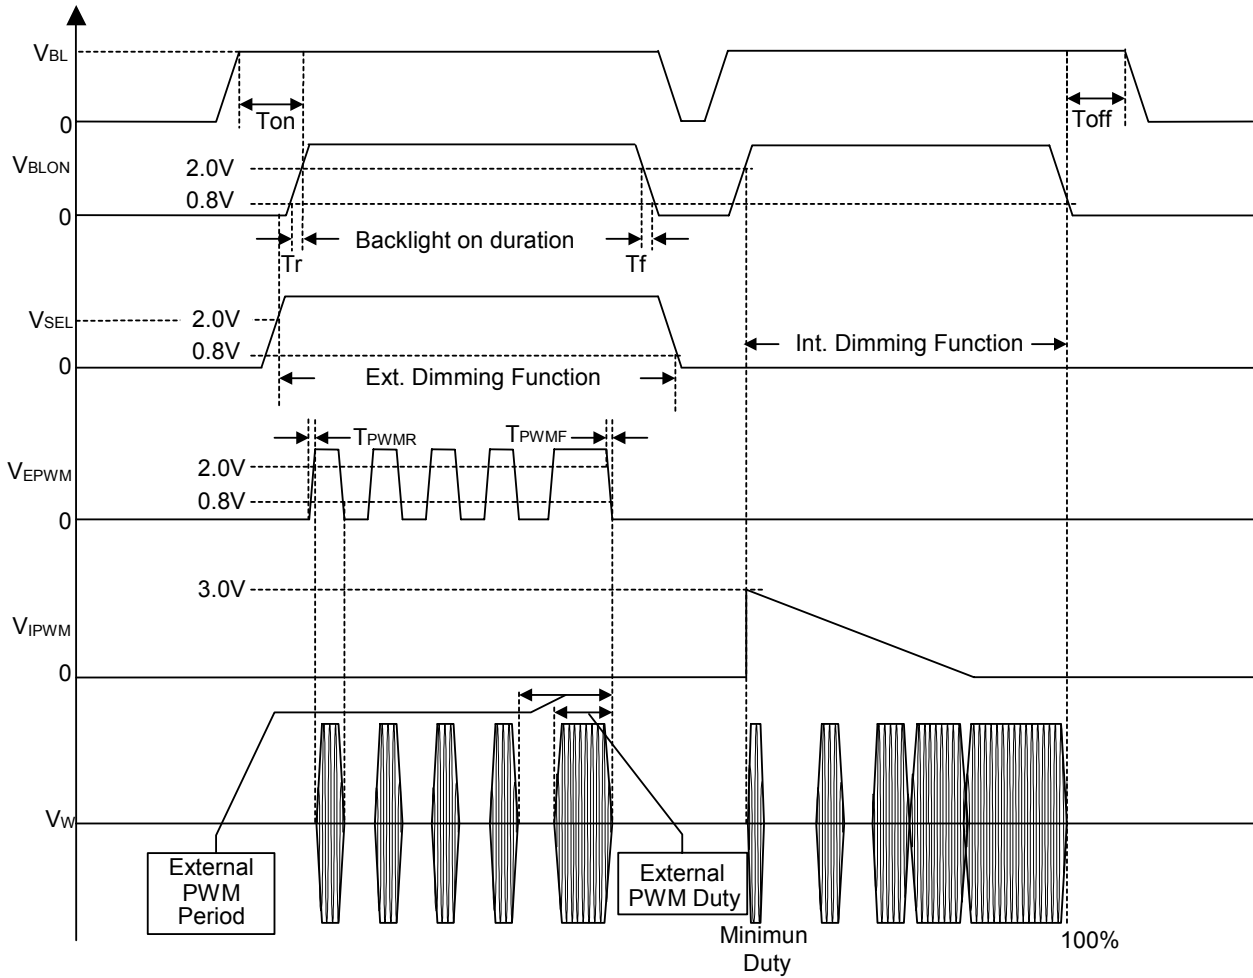 VBL
0
Ton
Toff
VBLON
2.0V
0.8V
0
Backlight on duration
Tr
Tf
VSEL
2.0V
0.8V
0
Int. Dimming Function
Ext. Dimming Function
TPWMR
TPWMF
VEPWM
2.0V
0.8V
0
3.0V
VIPWM
0
VW
External
PWM
Period
External
PWM Duty
Minimun
Duty
100%